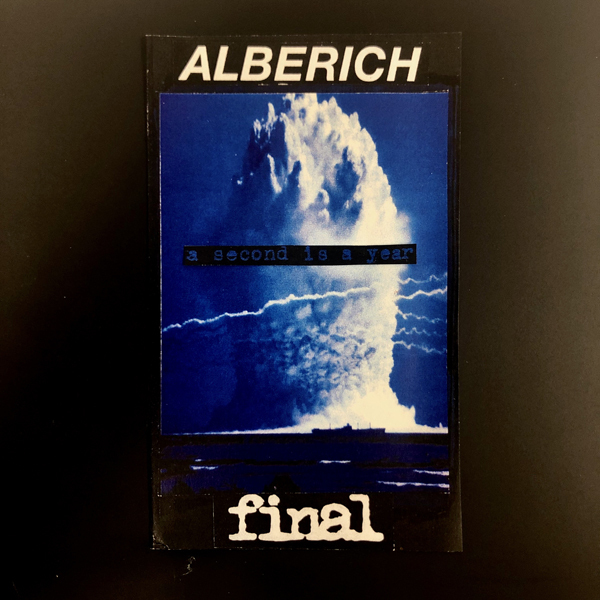 ALBERICH
a second is a year
final